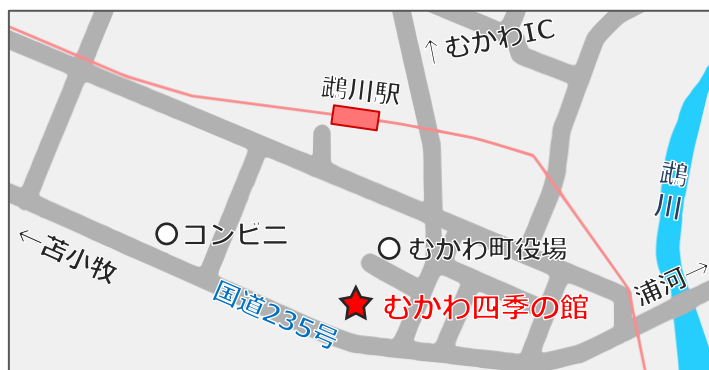 ↑むかわIC
鵡川駅
鵡川
コンビニ
むかわ町役場
←苫小牧
浦河→
国道235号
むかわ四季の館